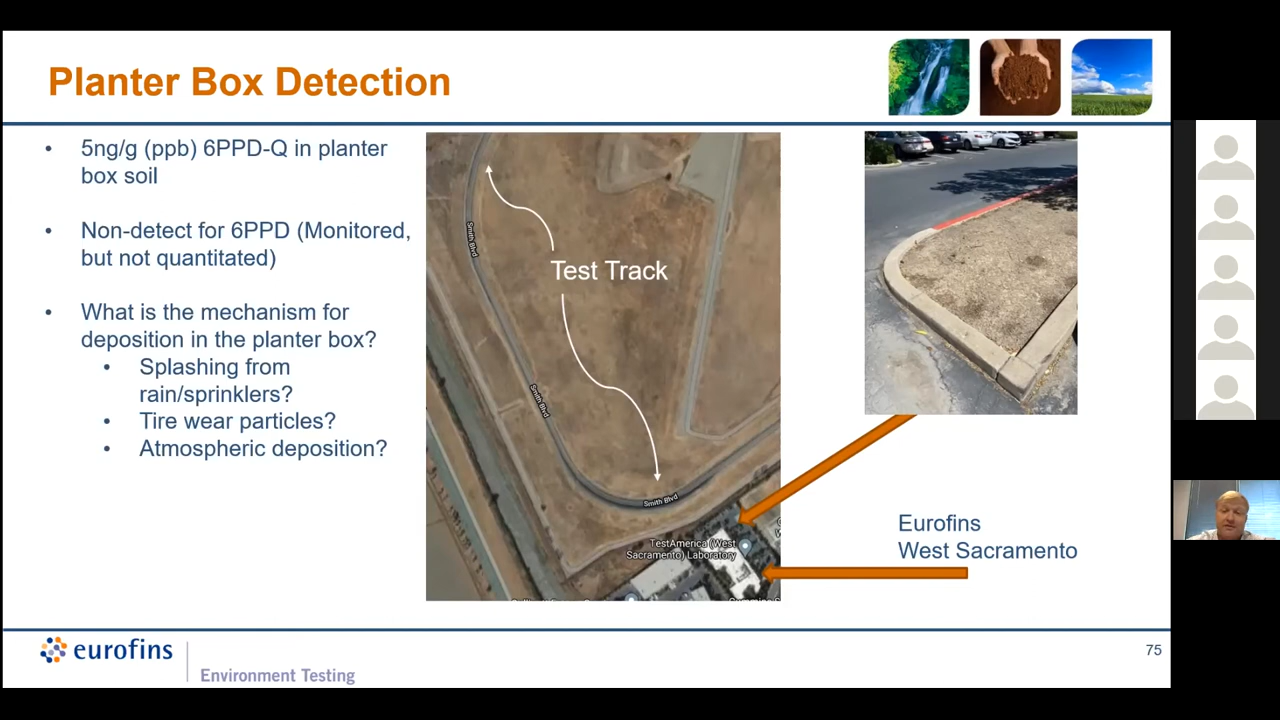 Planter Box Detection
• 5ng/g (ppb) 6PPD-Q in planter
box soil
• Non-detect for 6PPD (Monitored,
but not quantitated)
• What is the mechanism for
deposition in the planter box?
• Splashing from
rain/sprinklers?
• Tire wear particles?
• Atmospheric deposition?
Smith Blvd
Test Track
Smith Blvd
Smith Blvd
TestAmerica (West
Sacramento) Laboratory
Eurofins
West Sacramento
eurofins
Environment Testing
75